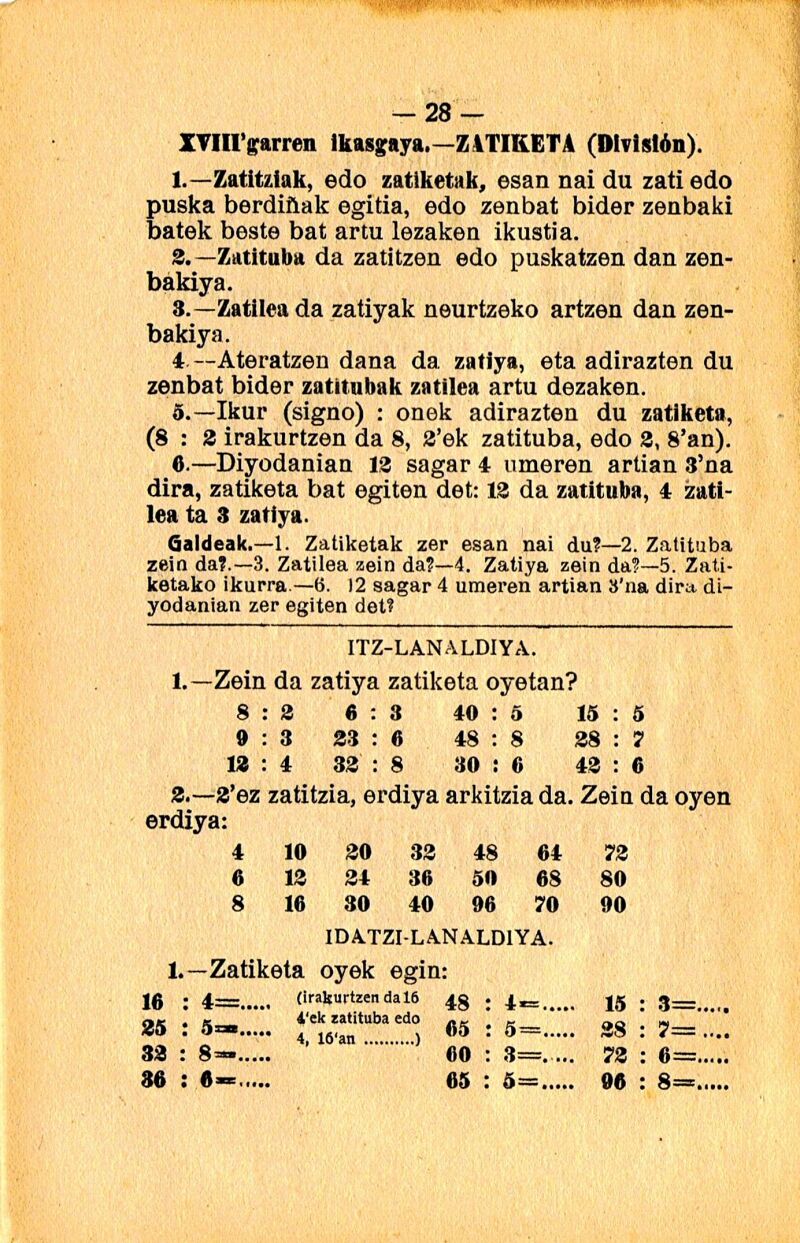 — 28 —
XVIII'garren ikasgaya.—ZATIKETA (División).
1.—Zatitziak, edo zatiketak, esan nai du zati edo
puska berdiñak egitia, edo zenbat bider zenbaki
batek beste bat artu lezaken ikustia.
2.—Zatituba da zatitzen edo puskatzen dan zen-
bakiya.
3.—Zatilea da zatiyak neurtzeko artzen dan zen-
bakiya.
4.—Ateratzen dana da zatiya, eta adirazten du
zenbat bider zatitubak zatilea artu dezaken.
5.—Ikur (signo) : onek adirazten du zatiketa,
(8 : 2 irakurtzen da 8, 2'ek zatituba, edo 2, 8'an).
6.—Diyodanian 12 sagar 4 umeren artian 3'na
dira, zatiketa bat egiten det: 12 da zatituba, 4 zati-
lea ta 3 zatiya.
Galdeak.—1. Zatiketak zer esan nai du?—2. Zatituba
zein da?.—3. Zatilea zein da?—4. Zatiya zein da?—5. Zati-
ketako ikurra.—6. 12 sagar 4 umeren artian 3'na dira di-
yodanian zer egiten det?
ITZ-LANALDIYA.
1.—Zein da zatiya zatiketa oyetan?
8 : 2 6 : 3 40 : 5 15 : 5
9 : 3 23 : 6 48 : 8 28 : 7
12 : 4 32 : 8 30 : 6 42 : 6
2.—2'ez zatitzia, erdiya arkitzia da. Zein da oyen
erdiya:
4 10 20 32 48 64 72
6 12 24 36 50 68 80
8 16 30 40 96 70 90
IDATZI-LANALDIYA.
1.—Zatiketa oyek egin:
16 : 4=..... (irakurtzen da 16 48 : 4=..... 15 : 3=.....
25 : 5=..... 4'ek zatituba edo 65 : 5=..... 28 : 7=.....
4, 16'an ..........)
32 : 8=..... 60 : 3=..... 72 : 6=.....
36 : 6=..... 65 : 5=..... 96 : 8=.....